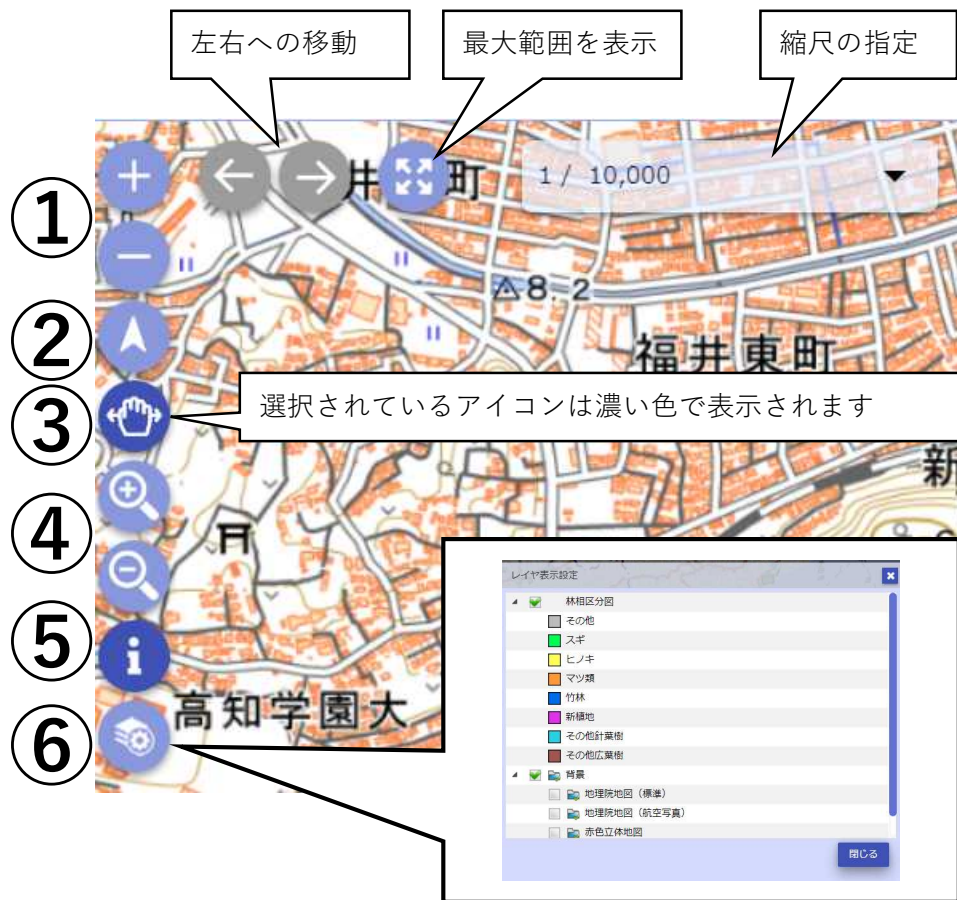 左右への移動
最大範囲を表示
縮尺の指定
井
町
1 / 10,000
①
8.2
②
福井東町
③
選択されているアイコンは濃い色で表示されます
新
④
レイヤ表示設定
林相区分図
その他
スギ
ヒノキ
マツ類
竹林
新植地
その他針葉樹
その他広葉樹
背景
地理院地図(標準)
地理院地図(航空写真)
赤色立体地図
閉じる
⑤
高知学園大
⑥